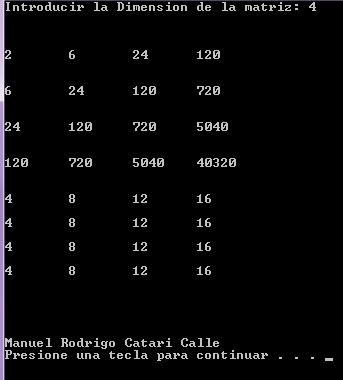 Introducir la Dimension de la matriz: 4
2 6 24 120
6 24 120 720
24 120 720 5040
120 720 5040 40320
4 8 12 16
4 8 12 16
4 8 12 16
4 8 12 16
Manuel Rodrigo Catari Calle
Presione una tecla para continuar . . . _